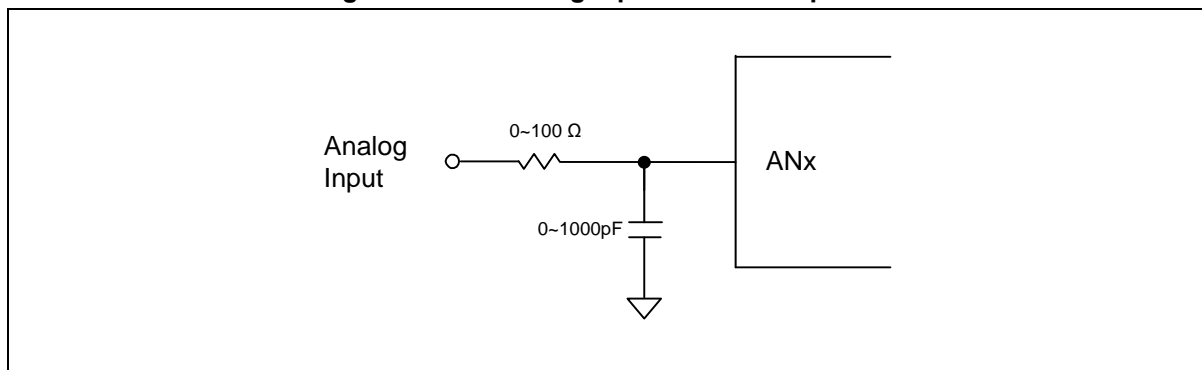 0~100 Ω
Analog
Input
ANx
0~1000pF